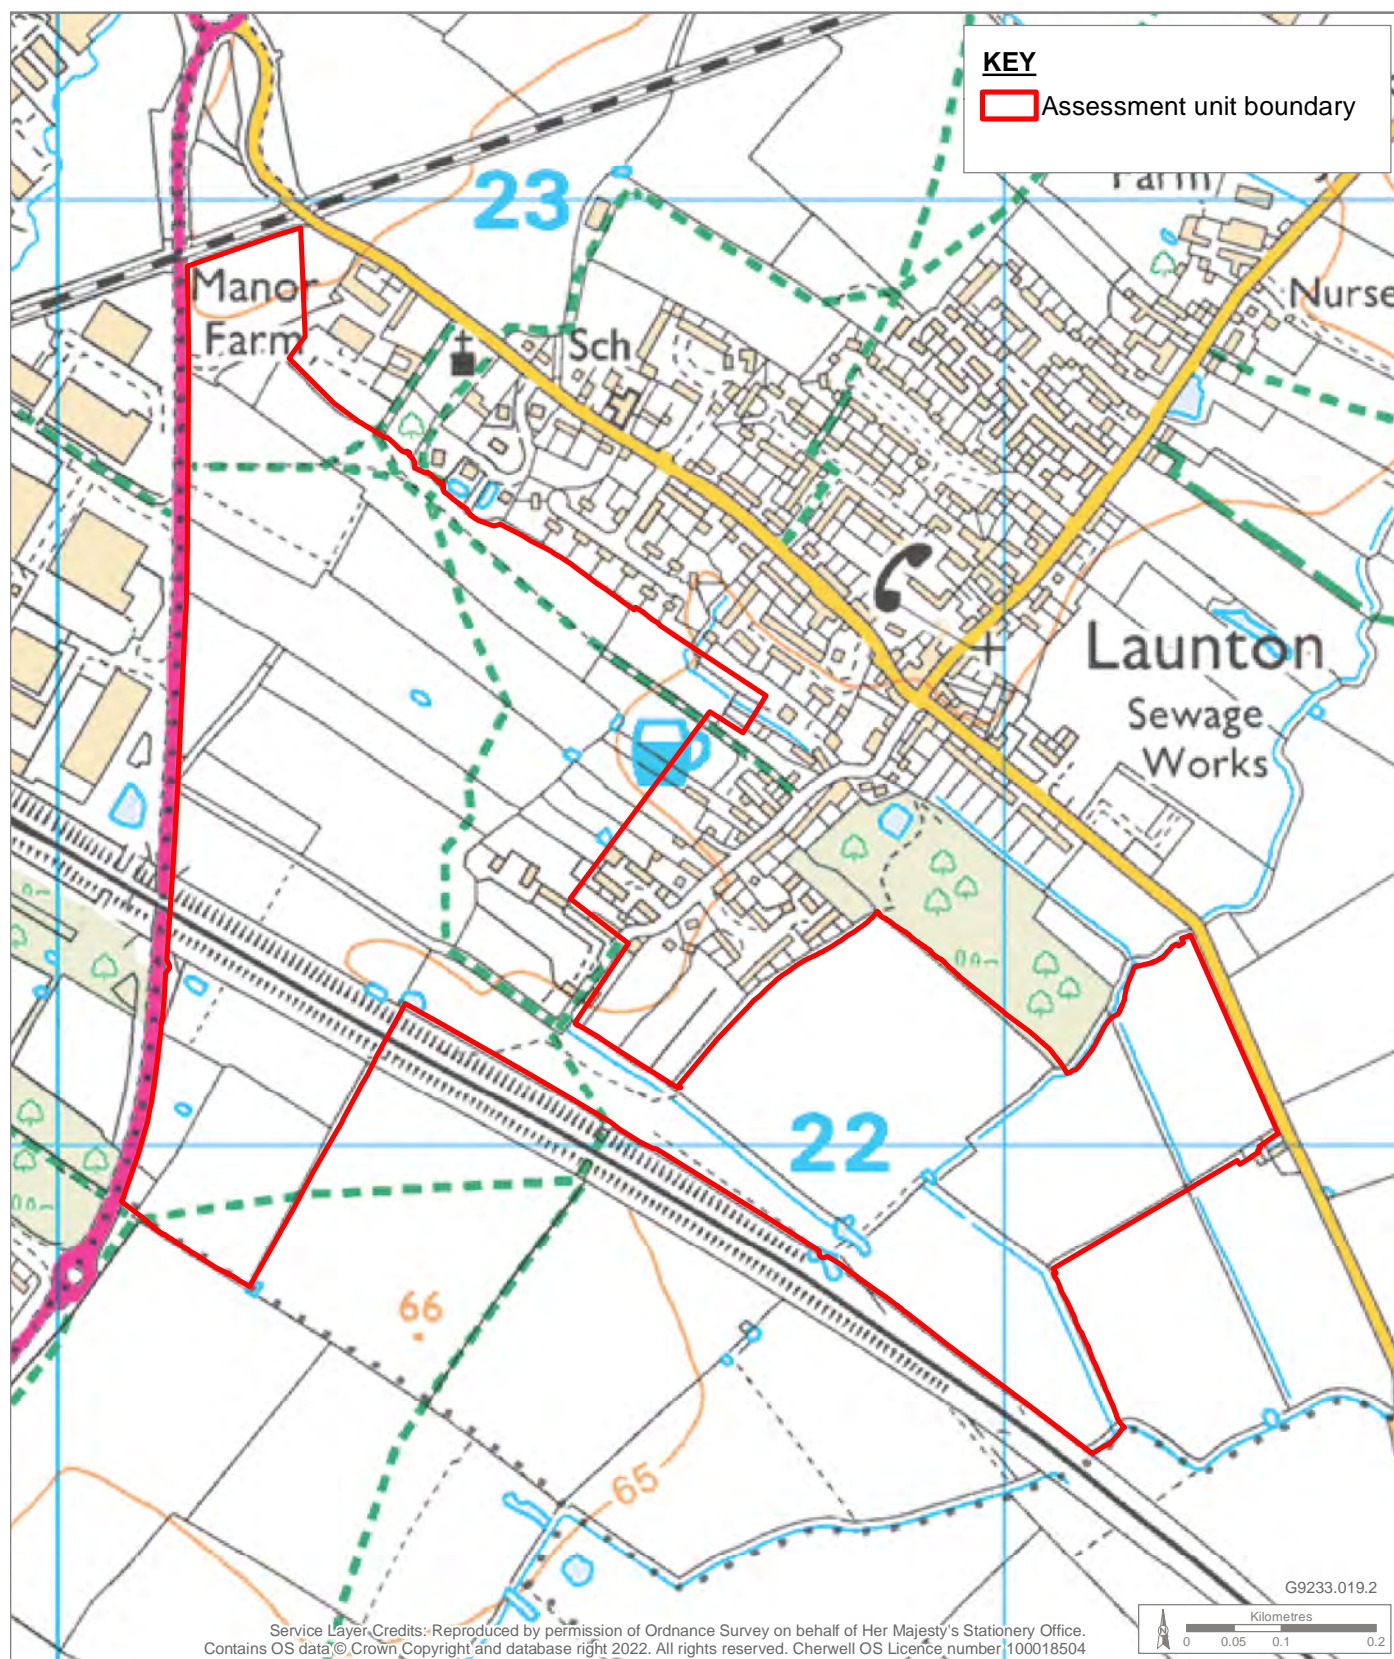 KEY
Assessment unit boundary
23
Farm
Manor
Farm
Nurse
Sch
Launton
Sewage
Works
22
66
65
G9233.019.2
Kilometres
0 0.05 0.1 0.2
Service Layer Credits: Reproduced by permission of Ordnance Survey on behalf of Her Majesty's Stationery Office.
Contains OS data © Crown Copyright and database right 2022. All rights reserved. Cherwell OS Licence number 100018504